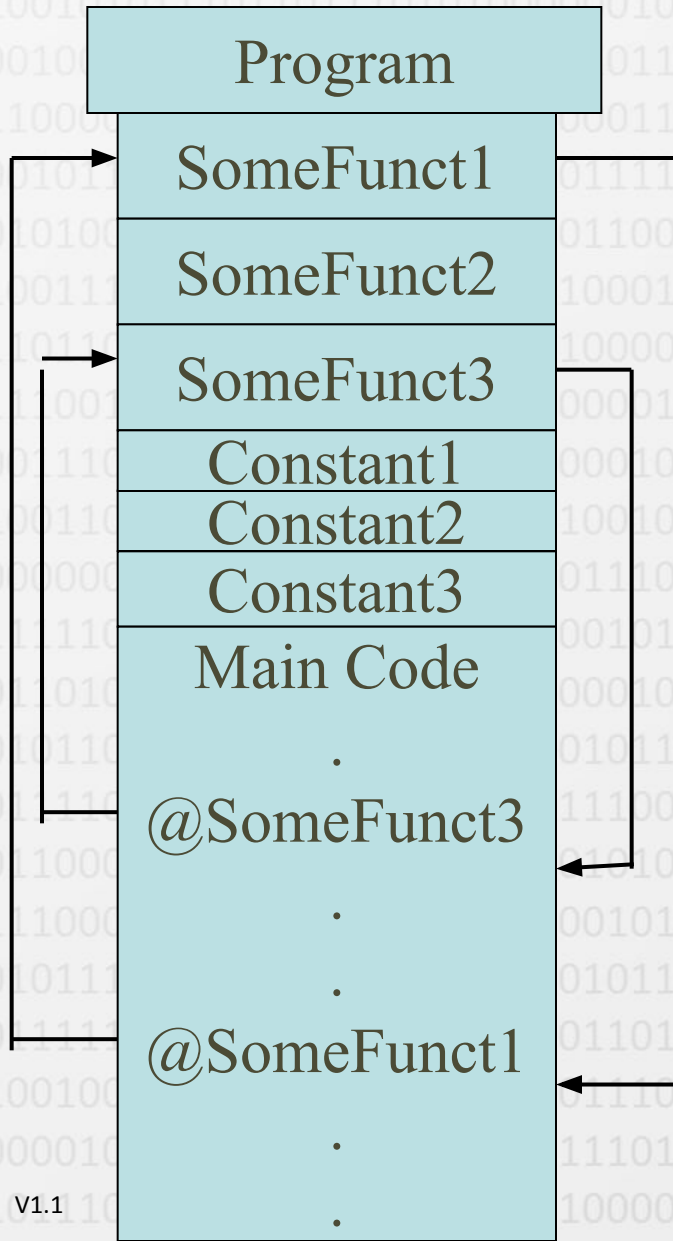 Program
SomeFunct1
SomeFunct2
SomeFunct3
Constant1
Constant2
Constant3
Main Code
.
@SomeFunct3
.
.
@SomeFunct1
.
.
V1.1